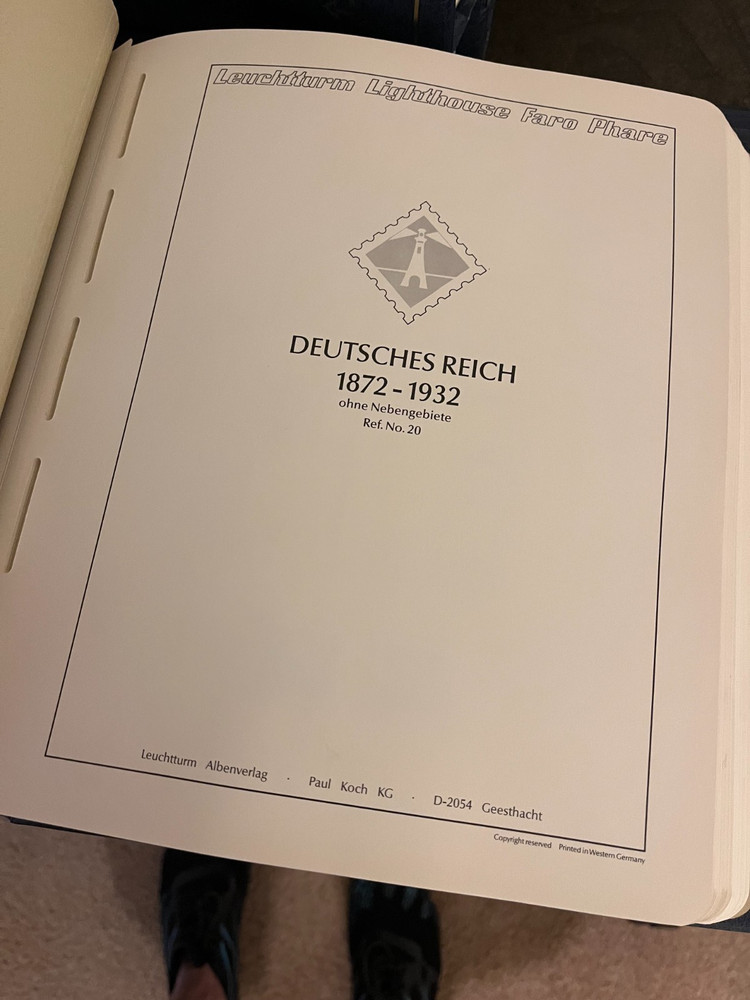 Leuchtturm Lighthouse Faro Phare
DEUTSCHES REICH
1872 - 1932
ohne Nebengebiete
Ref. No. 20
Leuchtturm Albenverlag · Paul Koch KG · D-2054 Geesthacht
Copyright reserved Printed in Western Germany